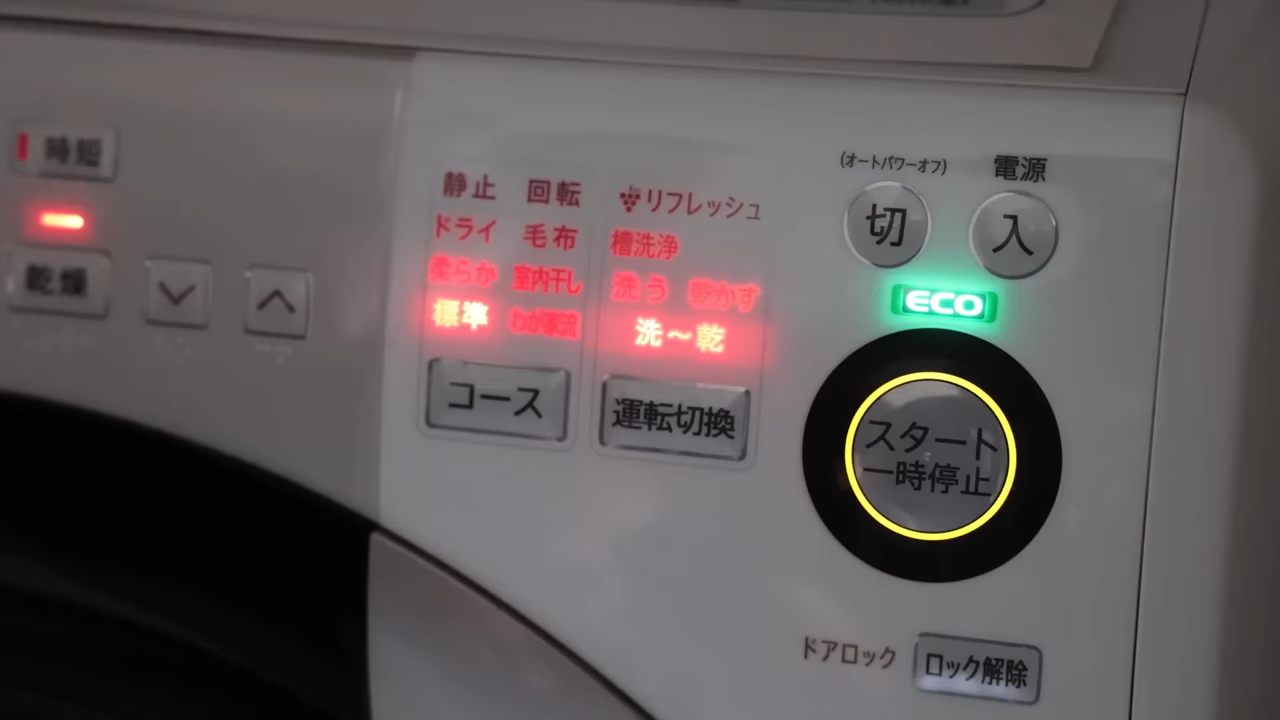 時短
乾燥
静止 回転
ドライ 毛布
柔らか 室内干し
標準 わが家流
コース
リフレッシュ
槽洗浄
洗う 乾かす
洗〜乾
運転切換
(オートパワーオフ) 電源
切 入
ECO
スタート
一時停止
ドアロック ロック解除